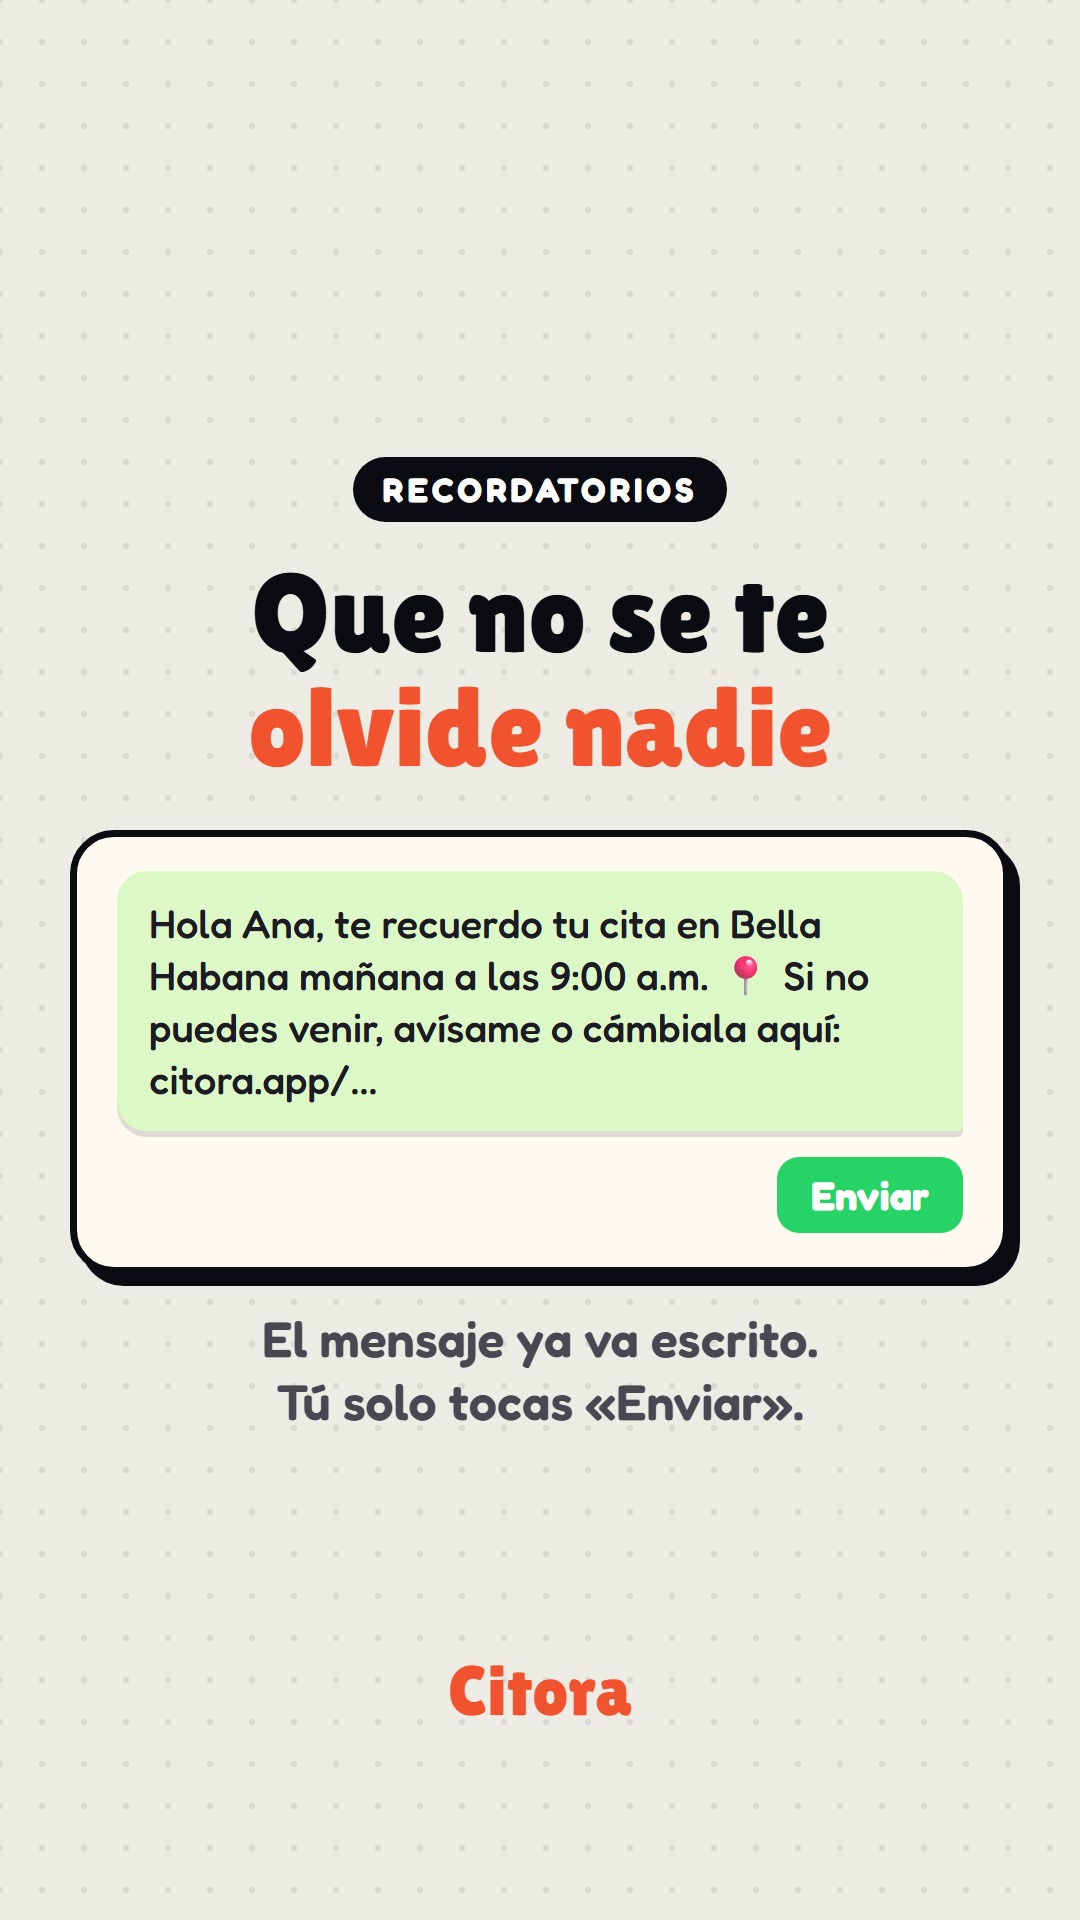 RECORDATORIOS
Que no se te
olvide nadie
Hola Ana, te recuerdo tu cita en Bella
Habana mañana a las 9:00 a.m. 📍 Si no
puedes venir, avísame o cámbiala aquí:
citora.app/...
Enviar
El mensaje ya va escrito.
Tú solo tocas «Enviar».
Citora